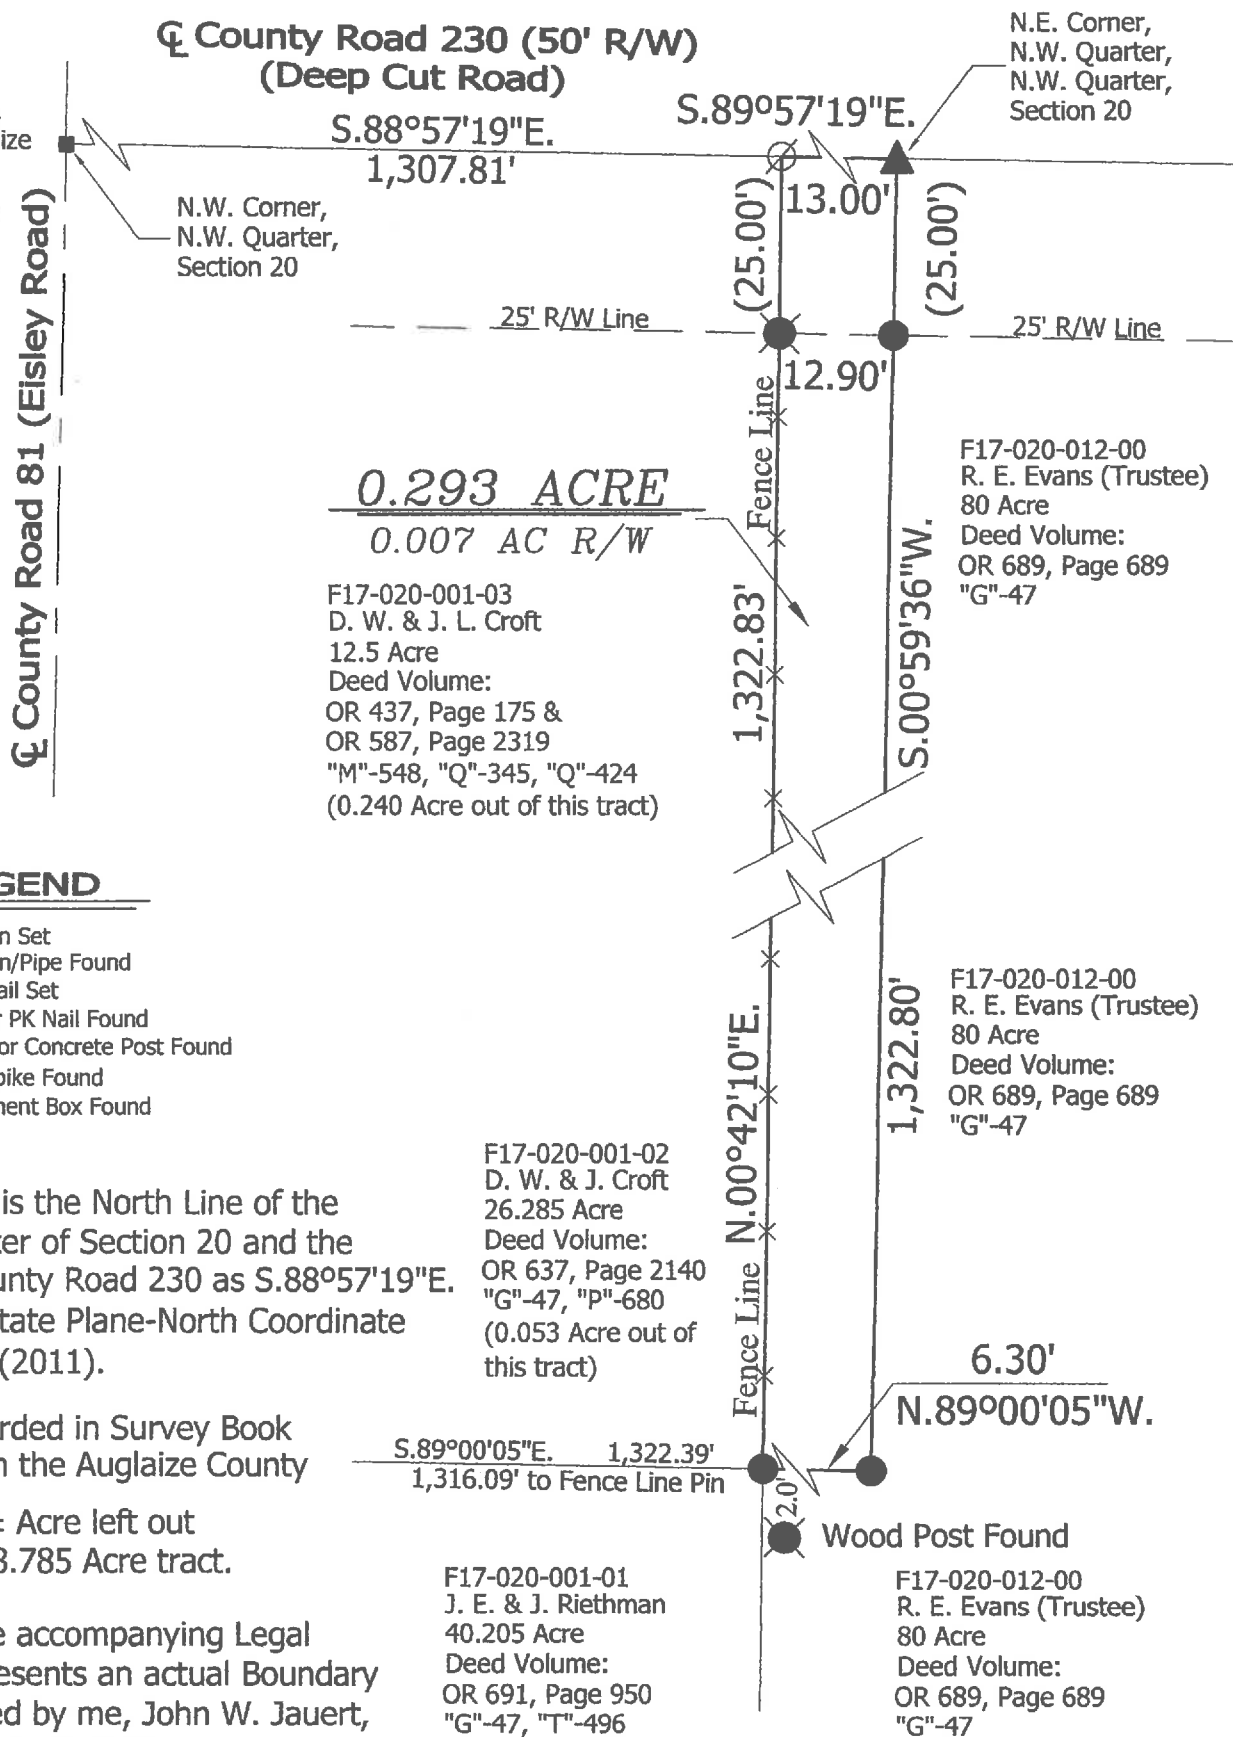 ℄ County Road 230 (50' R/W)
(Deep Cut Road)
N.E. Corner,
N.W. Quarter,
N.W. Quarter,
Section 20
S.88°57'19"E.
1,307.81'
S.89°57'19"E.
13.00'
ize
N.W. Corner,
N.W. Quarter,
Section 20
℄ County Road 81 (Eisley Road)
(25.00')
(25.00')
25' R/W Line
25' R/W Line
12.90'
Fence Line
0.293 ACRE
0.007 AC R/W
F17-020-001-03
D. W. & J. L. Croft
12.5 Acre
Deed Volume:
OR 437, Page 175 &
OR 587, Page 2319
"M"-548, "Q"-345, "Q"-424
(0.240 Acre out of this tract)
1,322.83'
S.00°59'36"W.
F17-020-012-00
R. E. Evans (Trustee)
80 Acre
Deed Volume:
OR 689, Page 689
"G"-47
GEND
n Set
n/Pipe Found
ail Set
r PK Nail Found
or Concrete Post Found
pike Found
nent Box Found
F17-020-012-00
R. E. Evans (Trustee)
80 Acre
Deed Volume:
OR 689, Page 689
"G"-47
1,322.80'
N.00°42'10"E.
Fence Line
F17-020-001-02
D. W. & J. Croft
26.285 Acre
Deed Volume:
OR 637, Page 2140
"G"-47, "P"-680
(0.053 Acre out of
this tract)
is the North Line of the
ter of Section 20 and the
unty Road 230 as S.88°57'19"E.
tate Plane-North Coordinate
(2011).
rded in Survey Book
n the Auglaize County
± Acre left out
8.785 Acre tract.
e accompanying Legal
esents an actual Boundary
ed by me, John W. Jauert,
6.30'
N.89°00'05"W.
S.89°00'05"E. 1,322.39'
1,316.09' to Fence Line Pin
2.0'
Wood Post Found
F17-020-001-01
J. E. & J. Riethman
40.205 Acre
Deed Volume:
OR 691, Page 950
"G"-47, "T"-496
F17-020-012-00
R. E. Evans (Trustee)
80 Acre
Deed Volume:
OR 689, Page 689
"G"-47